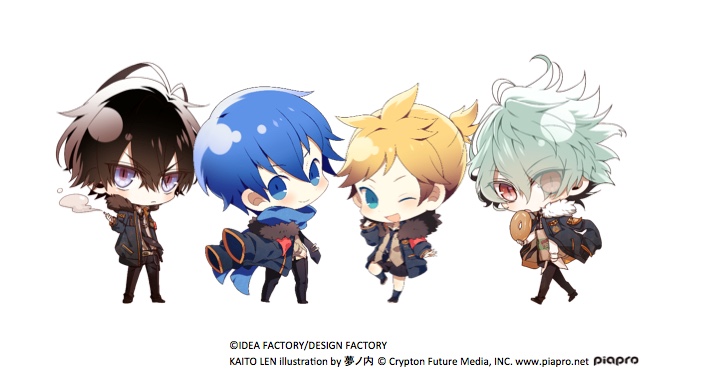 ©IDEA FACTORY/DESIGN FACTORY
KAITO LEN illustration by 夢ノ内 © Crypton Future Media, INC. www.piapro.net piapro